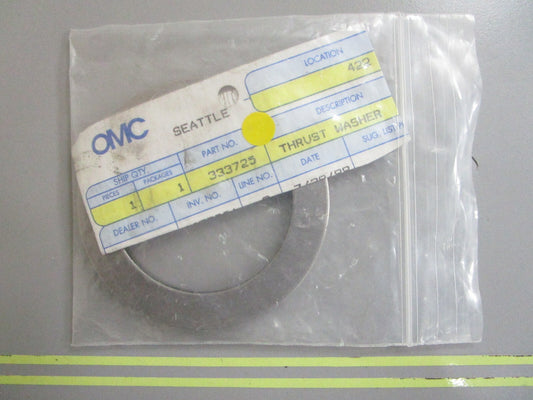 OMC SEATTLE
LOCATION
422
SHIP QTY
PART NO.
DESCRIPTION
PIECES PACKAGES
1 1 333725 THRUST WASHER
DEALER NO. INV. NO. LINE NO. DATE SUG. LIST